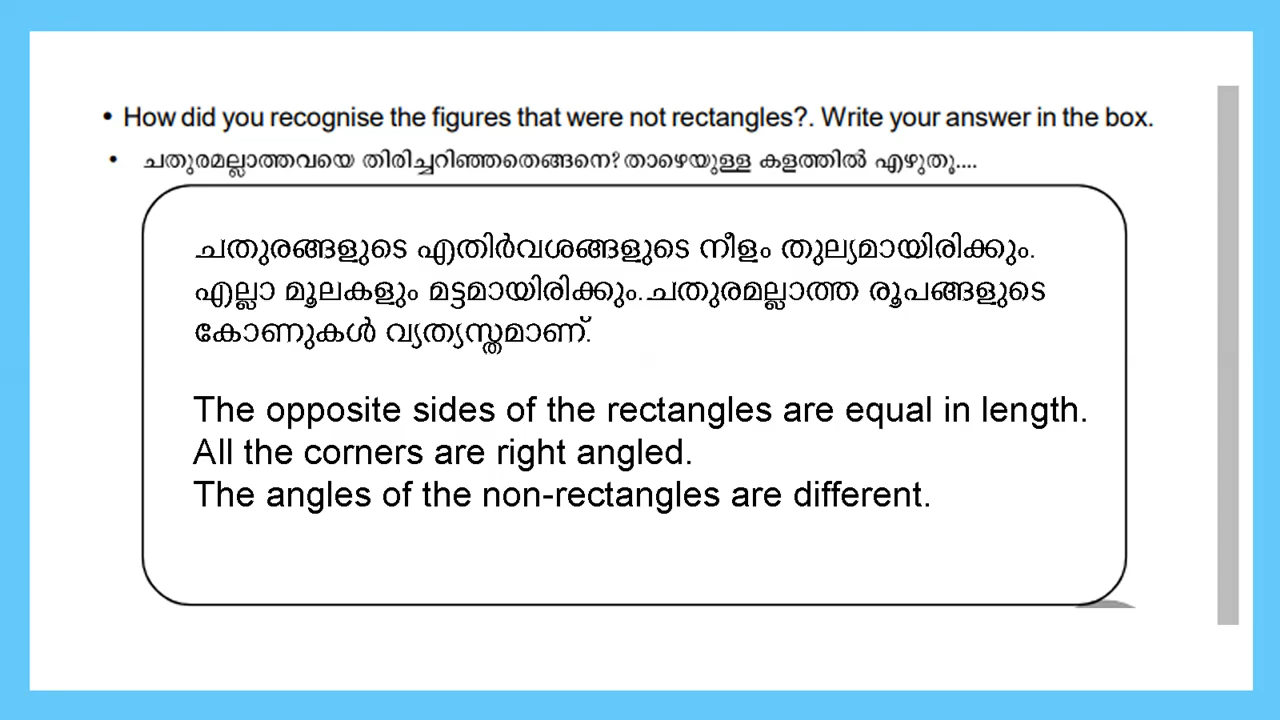 • How did you recognise the figures that were not rectangles?. Write your answer in the box.
• ചതുരമല്ലാത്തവയെ തിരിച്ചറിഞ്ഞതെങ്ങനെ? താഴെയുള്ള കളത്തിൽ എഴുതൂ....
ചതുരങ്ങളുടെ എതിർവശങ്ങളുടെ നീളം തുല്യമായിരിക്കും.
എല്ലാ മൂലകളും മട്ടമായിരിക്കും.ചതുരമല്ലാത്ത രൂപങ്ങളുടെ
കോണുകൾ വ്യത്യസ്തമാണ്.
The opposite sides of the rectangles are equal in length.
All the corners are right angled.
The angles of the non-rectangles are different.